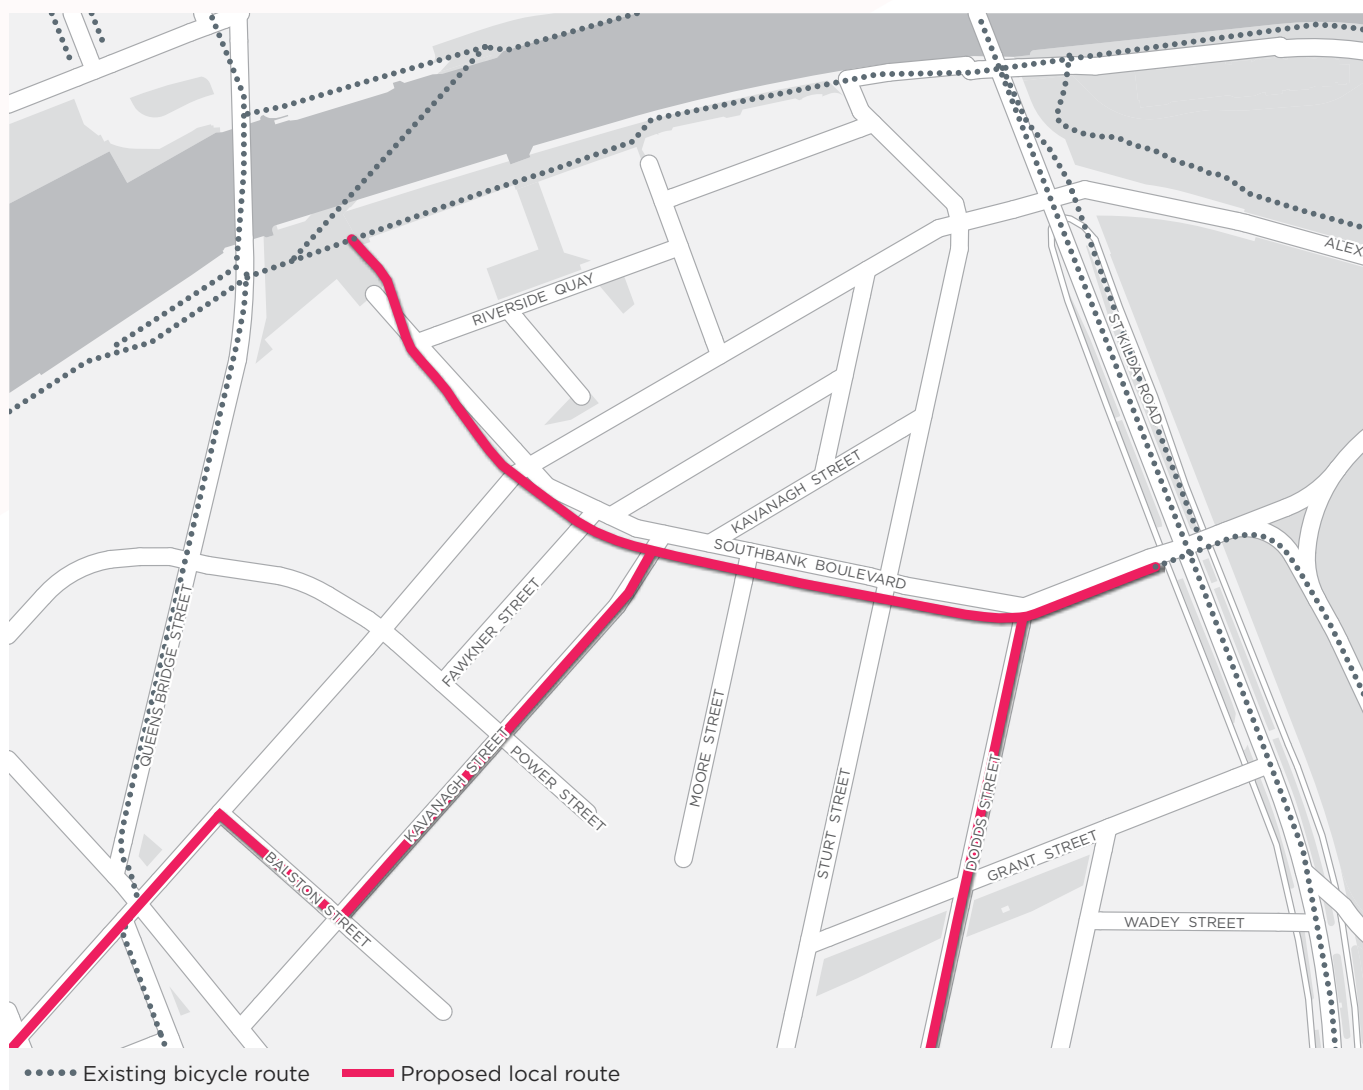 ALEX
RIVERSIDE QUAY
ST KILDA ROAD
KAVANAGH STREET
SOUTHBANK BOULEVARD
FAWKNER STREET
QUEENS BRIDGE STREET
MOORE STREET
KAVANAGH STREET
POWER STREET
STURT STREET
DODDS STREET
GRANT STREET
BALSTON STREET
WADEY STREET
Existing bicycle route
Proposed local route